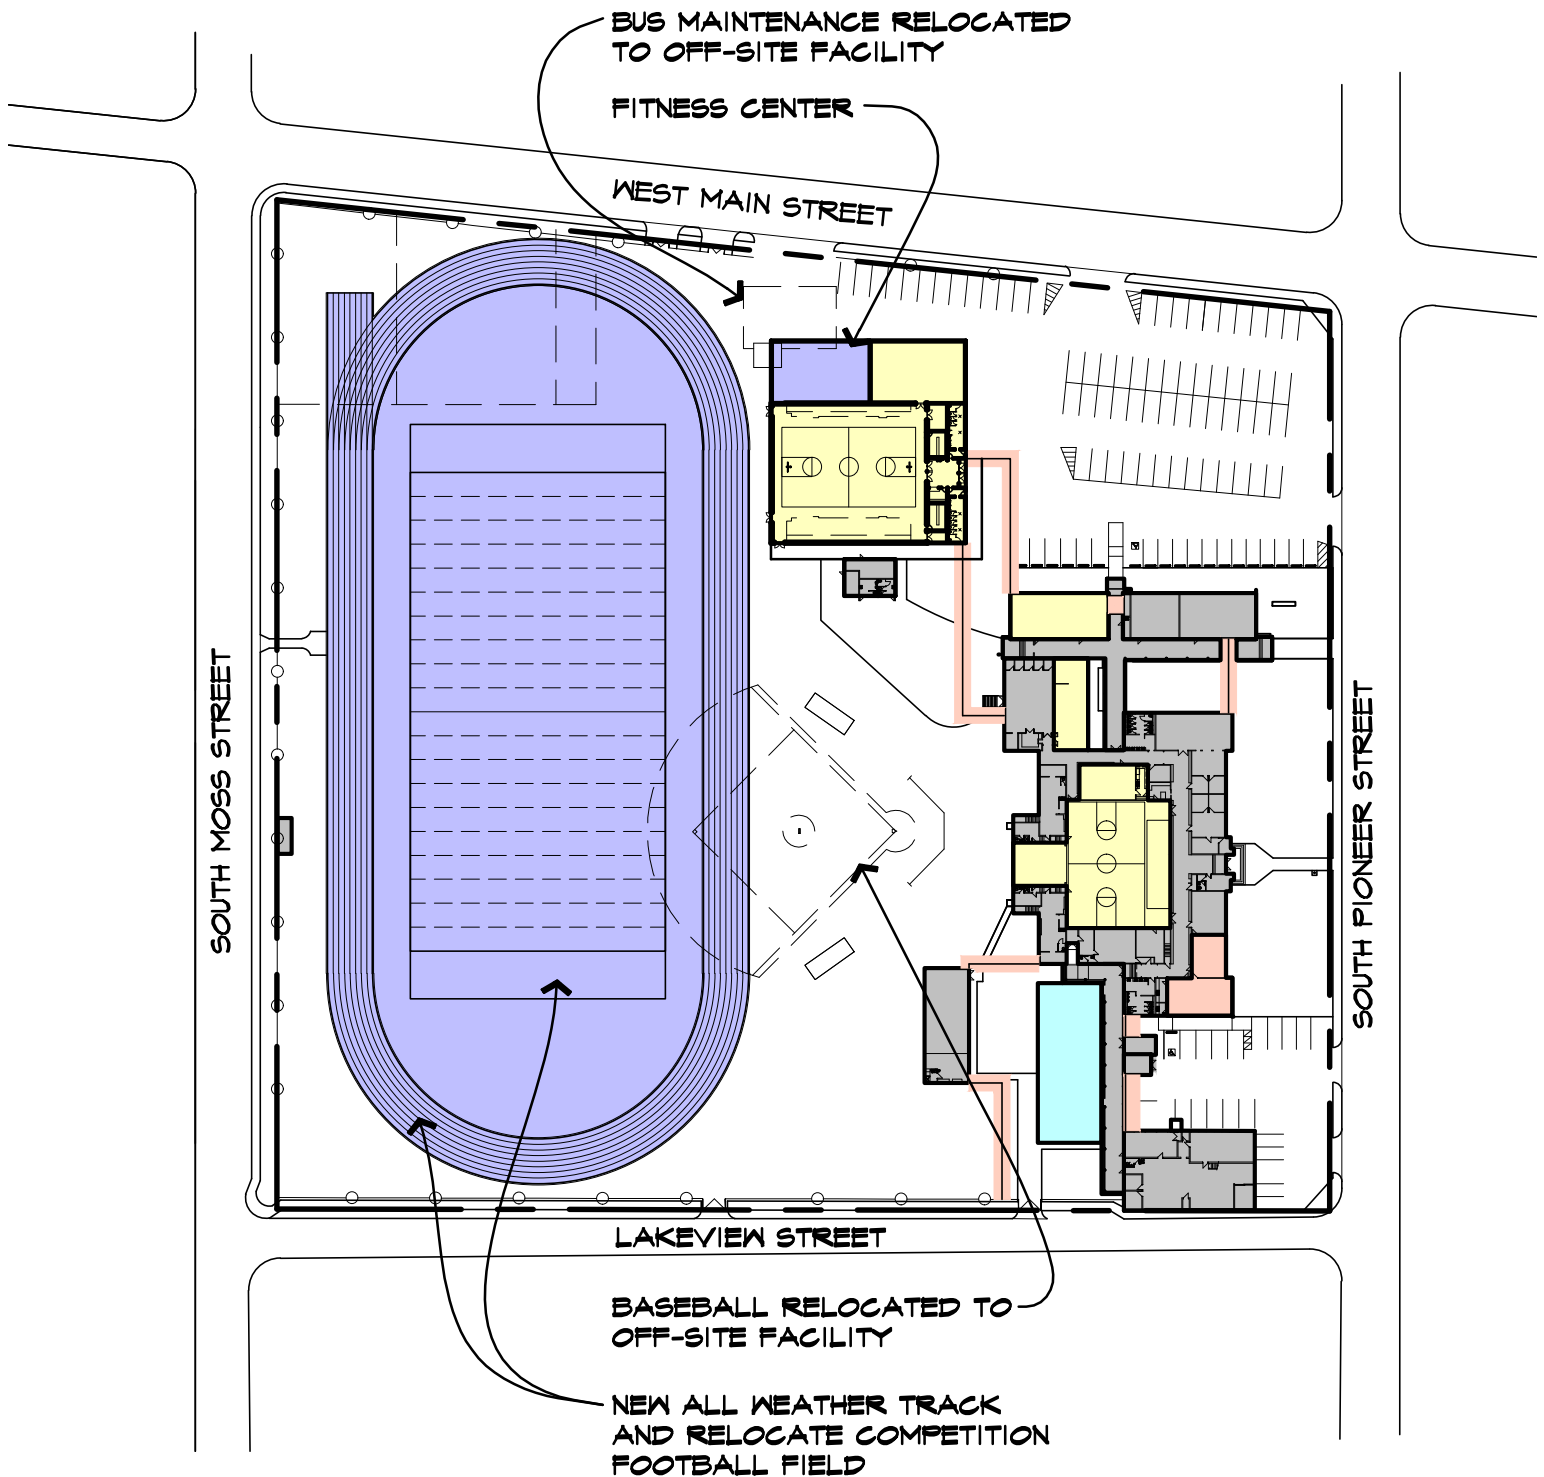 BUS MAINTENANCE RELOCATED
TO OFF-SITE FACILITY
FITNESS CENTER
WEST MAIN STREET
SOUTH MOSS STREET
SOUTH PIONEER STREET
LAKEVIEW STREET
BASEBALL RELOCATED TO
OFF-SITE FACILITY
NEW ALL WEATHER TRACK
AND RELOCATE COMPETITION
FOOTBALL FIELD